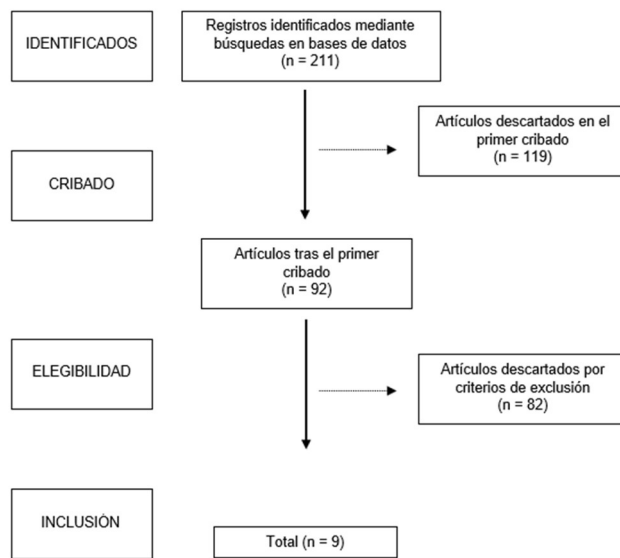 IDENTIFICADOS
Registros identificados mediante
búsquedas en bases de datos
(n = 211)
Artículos descartados en el
primer cribado
(n = 119)
CRIBADO
Artículos tras el primer
cribado
(n = 92)
ELEGIBILIDAD
Artículos descartados por
criterios de exclusión
(n = 82)
INCLUSIÓN
Total (n = 9)